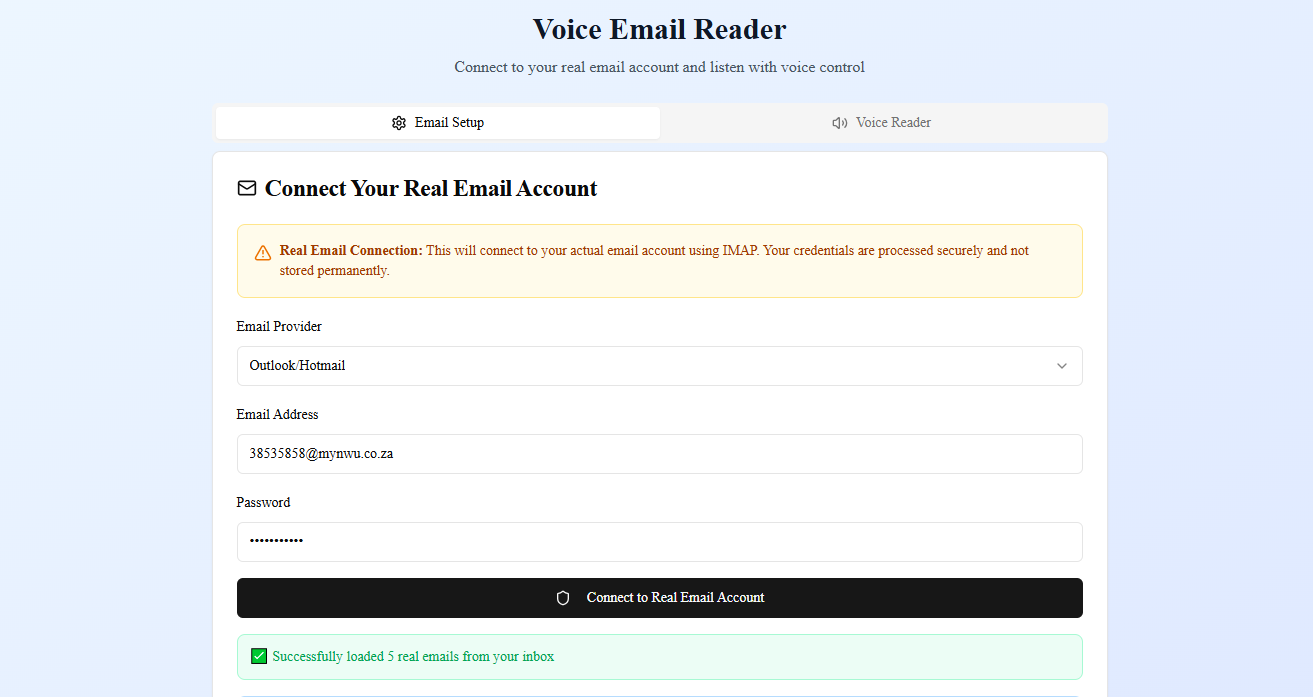 Voice Email Reader
Connect to your real email account and listen with voice control
Email Setup
Voice Reader
Connect Your Real Email Account
Real Email Connection: This will connect to your actual email account using IMAP. Your credentials are processed securely and not
stored permanently.
Email Provider
Outlook/Hotmail
Email Address
38535858@mynwu.co.za
Password
•••••••••••
Connect to Real Email Account
Successfully loaded 5 real emails from your inbox